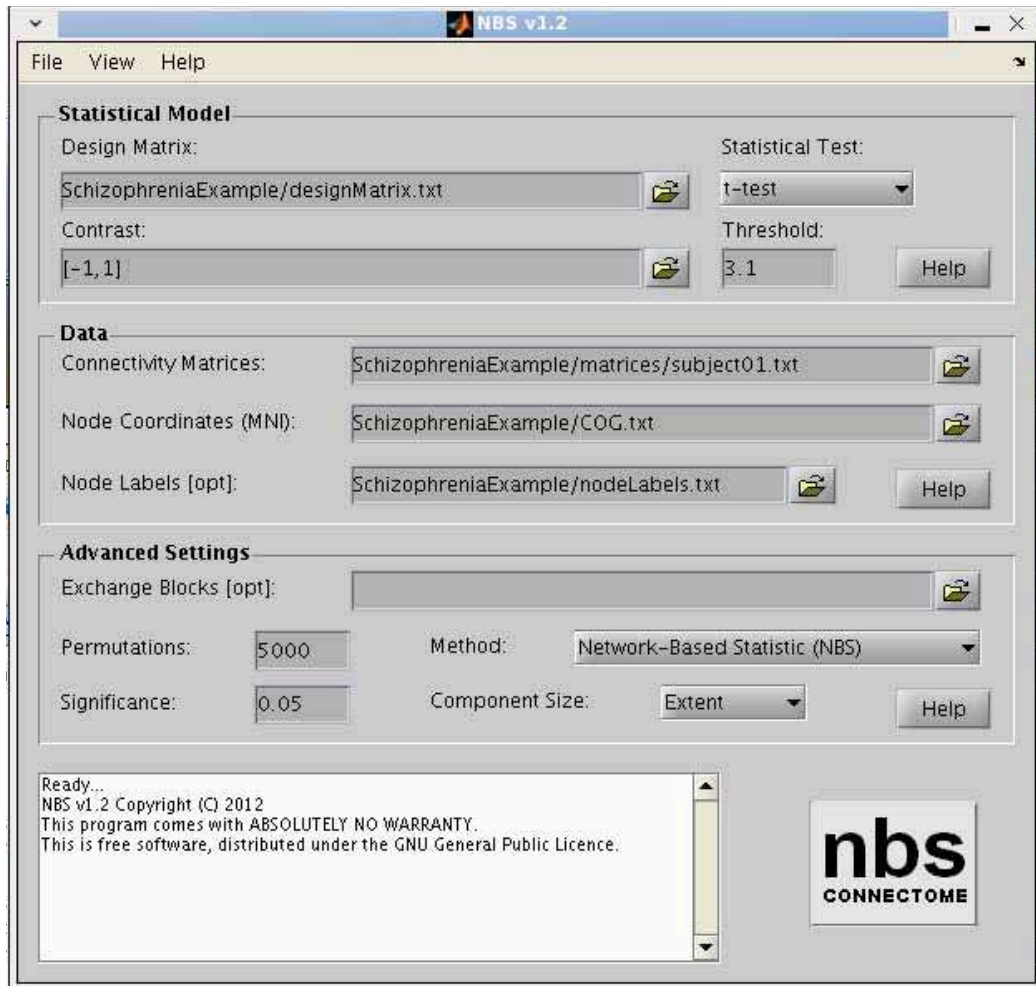 NBS v1.2
File View Help
Statistical Model
Design Matrix:
Statistical Test:
SchizophreniaExample/designMatrix.txt
t-test
Contrast:
Threshold:
[-1,1]
3.1
Help
Data
Connectivity Matrices:
SchizophreniaExample/matrices/subject01.txt
Node Coordinates (MNI):
SchizophreniaExample/COG.txt
Node Labels [opt]:
SchizophreniaExample/nodeLabels.txt
Help
Advanced Settings
Exchange Blocks [opt]:
Permutations:
5000
Method:
Network-Based Statistic (NBS)
Significance:
0.05
Component Size:
Extent
Help
Ready...
NBS v1.2 Copyright (C) 2012
This program comes with ABSOLUTELY NO WARRANTY.
This is free software, distributed under the GNU General Public Licence.
nbs
CONNECTOME